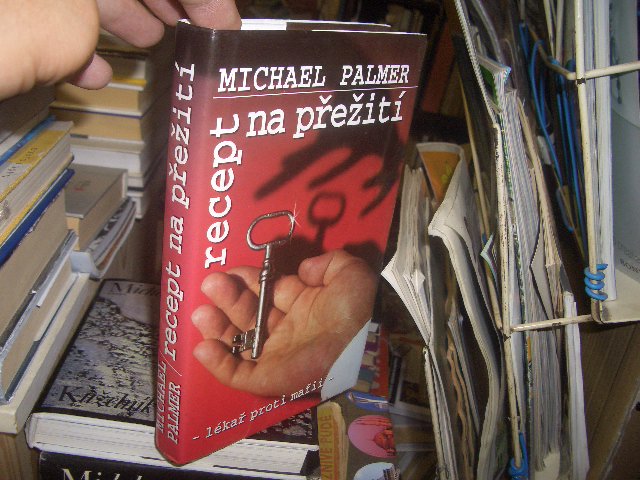 MICHAEL PALMER
recept
na přežití
- lékař proti mafii -
MICHAEL
PALMER / recept na přežití